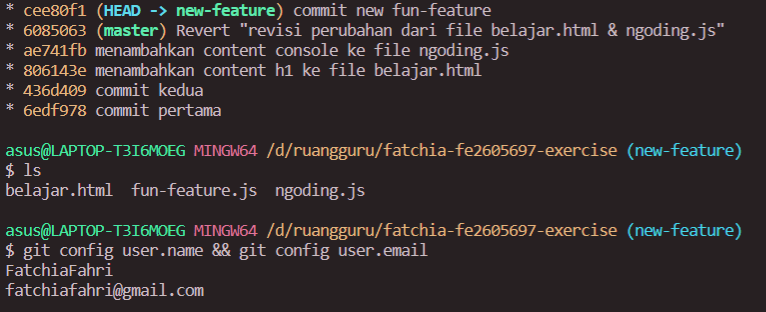 * cee80f1 (HEAD -> new-feature) commit new fun-feature
* 6085063 (master) Revert "revisi perubahan dari file belajar.html & ngoding.js"
* ae741fb menambahkan content console ke file ngoding.js
* 806143e menambahkan content h1 ke file belajar.html
* 436d409 commit kedua
* 6edf978 commit pertama
asus@LAPTOP-T3I6MOEG MINGW64 /d/ruangguru/fatchia-fe2605697-exercise (new-feature)
$ ls
belajar.html  fun-feature.js  ngoding.js
asus@LAPTOP-T3I6MOEG MINGW64 /d/ruangguru/fatchia-fe2605697-exercise (new-feature)
$ git config user.name && git config user.email
FatchiaFahri
fatchiafahri@gmail.com